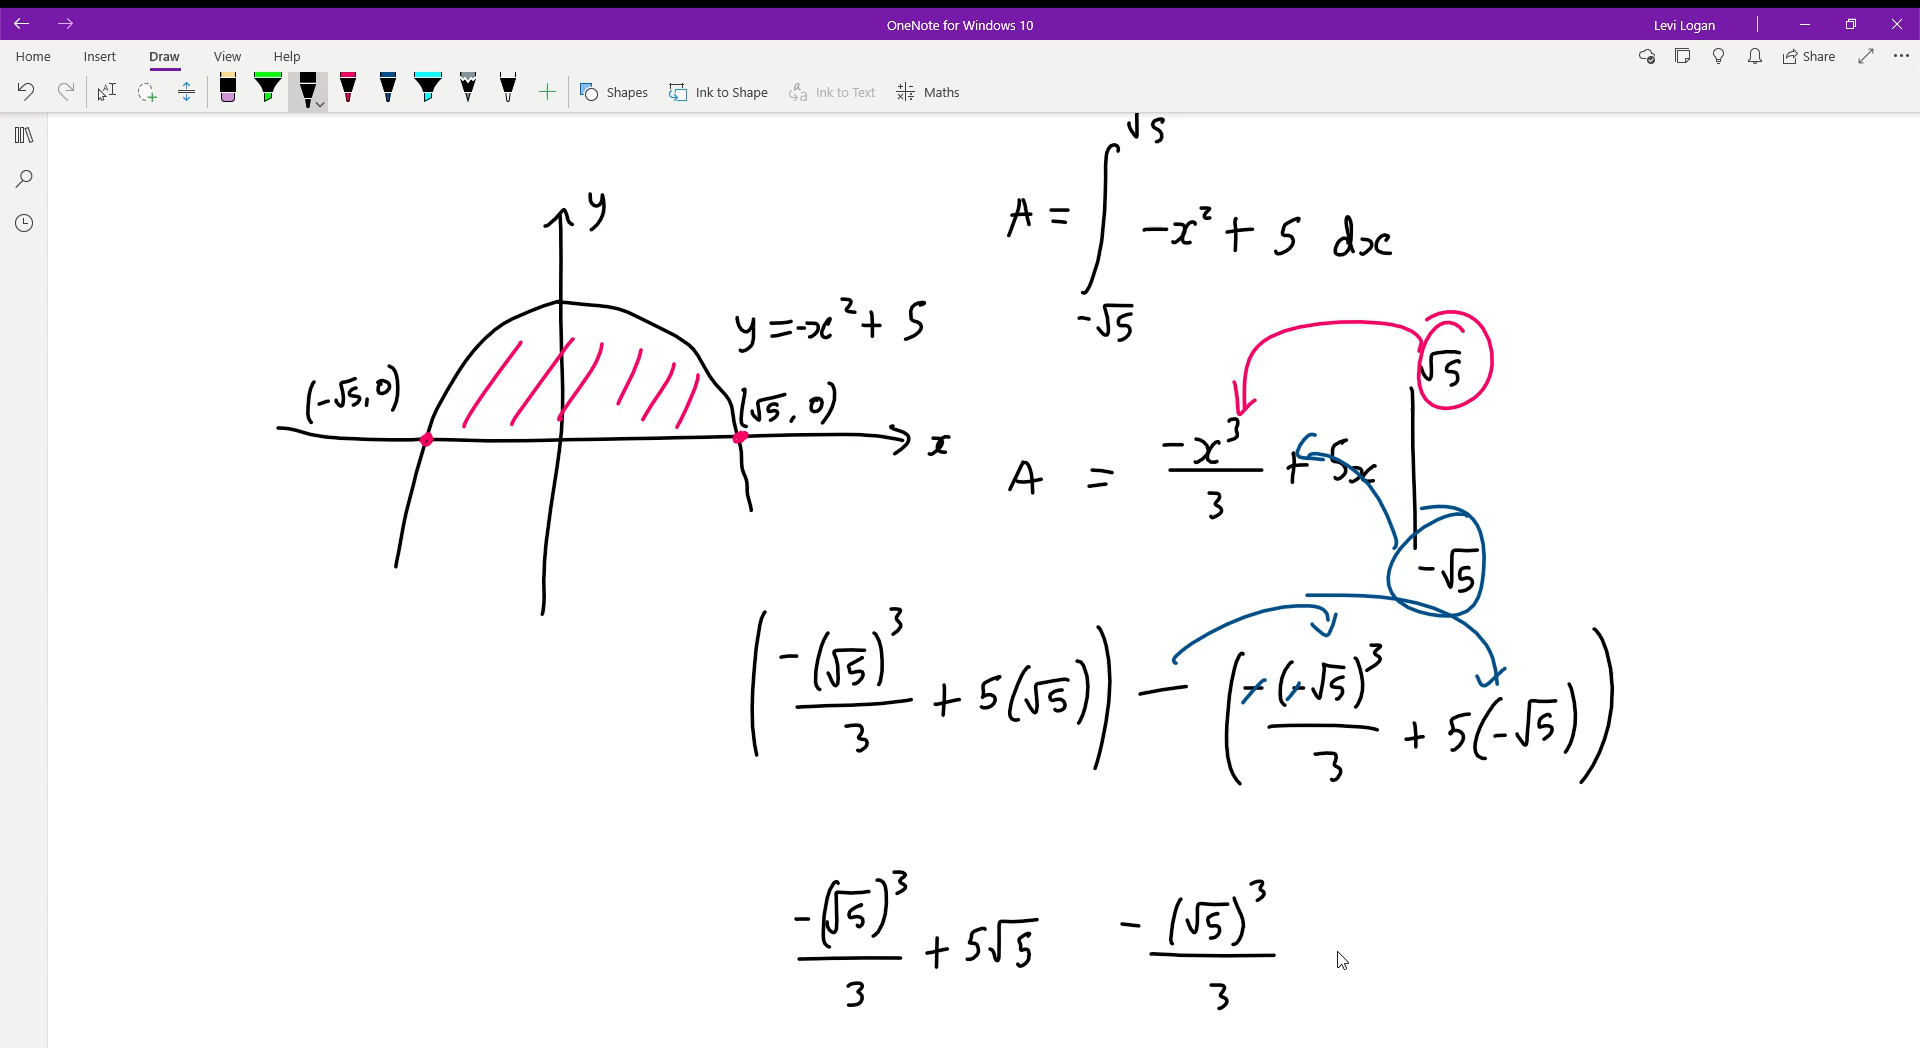 OneNote for Windows 10
Levi Logan
Home Insert Draw View Help
Share
Shapes Ink to Shape Ink to Text Maths
y
y = -x² + 5
(-√5, 0)
(√5, 0)
x
√5
A = ∫ -x² + 5 dx
-√5
√5
A = -x³/3 + 5x |
-√5
(-(√5)³/3 + 5(√5)) - (-(-√5)³/3 + 5(-√5))
-(√5)³/3 + 5√5 - (√5)³/3